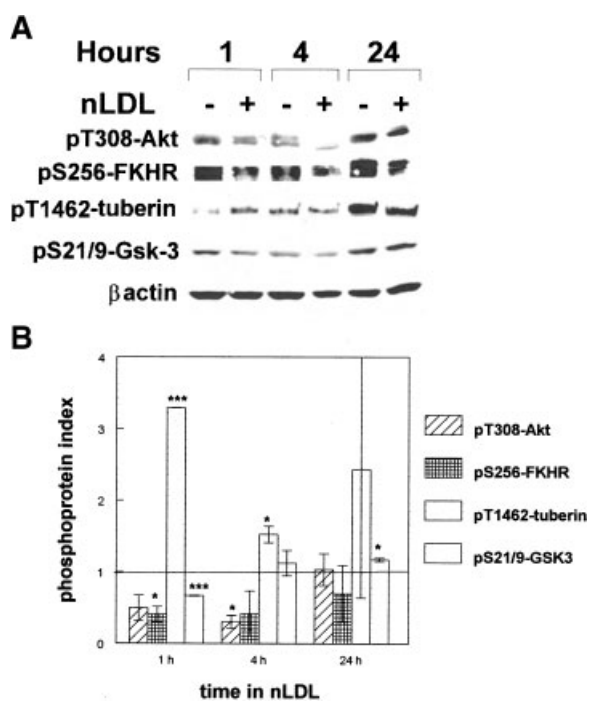 A
Hours 1 4 24
nLDL - + - + - +
pT308-Akt
pS256-FKHR
pT1462-tuberin
pS21/9-Gsk-3
β actin
B
phosphoprotein index
4
3
2
1
0
***
*
***
*
*
*
1 h 4 h 24 h
time in nLDL
pT308-Akt
pS256-FKHR
pT1462-tuberin
pS21/9-GSK3